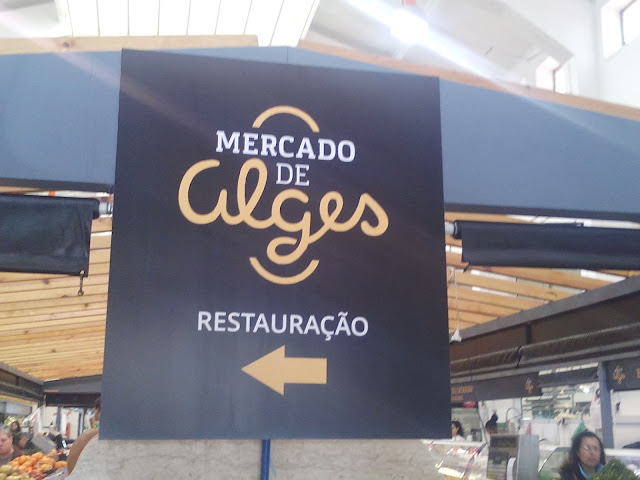 MERCADO
DE
algés
RESTAURAÇÃO